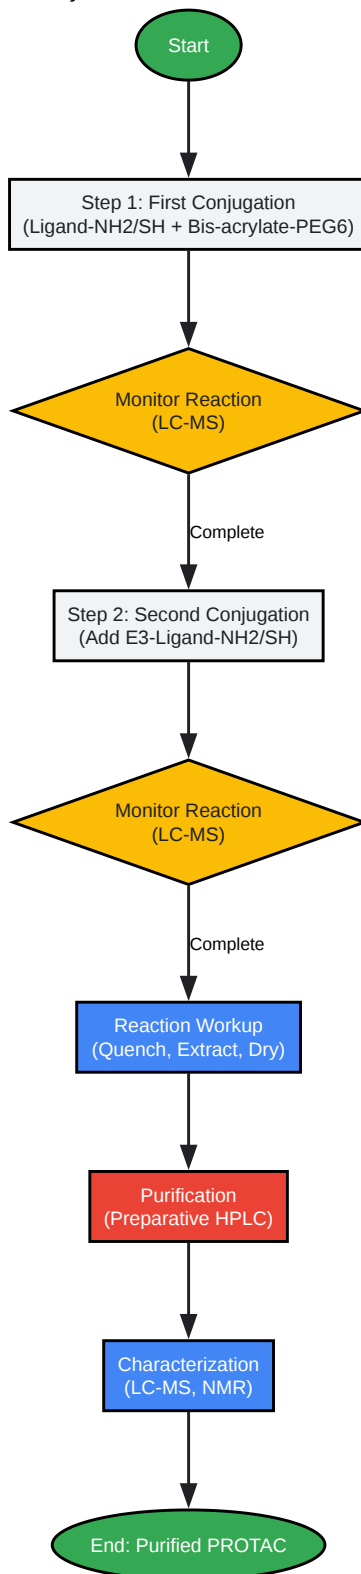 Start
Step 1: First Conjugation
(Ligand-NH2/SH + Bis-acrylate-PEG6)
Monitor Reaction
(LC-MS)
Complete
Step 2: Second Conjugation
(Add E3-Ligand-NH2/SH)
Monitor Reaction
(LC-MS)
Complete
Reaction Workup
(Quench, Extract, Dry)
Purification
(Preparative HPLC)
Characterization
(LC-MS, NMR)
End: Purified PROTAC